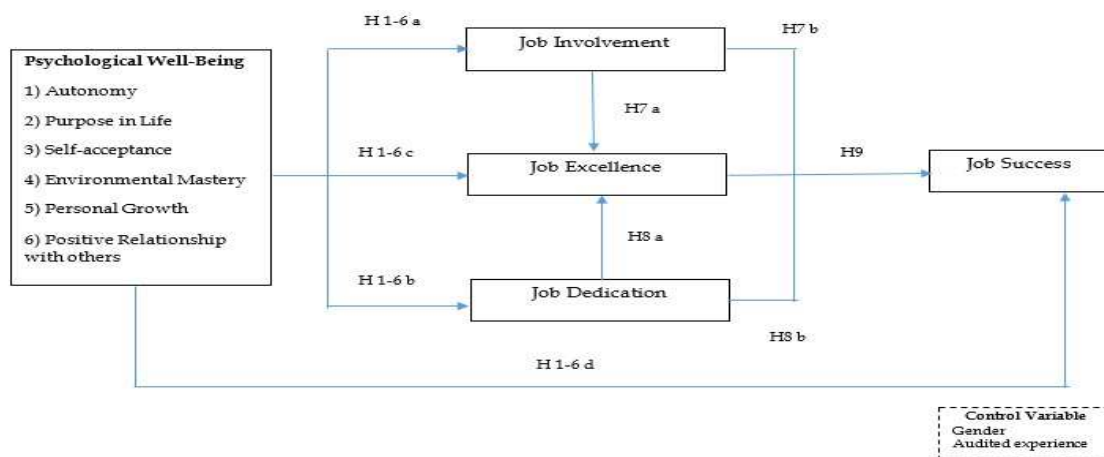 H 1-6 a
Job Involvement
H7 b
Psychological Well-Being
1) Autonomy
2) Purpose in Life
3) Self-acceptance
4) Environmental Mastery
5) Personal Growth
6) Positive Relationship
with others
H7 a
H 1-6 c
Job Excellence
H9
Job Success
H8 a
H 1-6 b
Job Dedication
H8 b
H 1-6 d
Control Variable
Gender
Audited experience